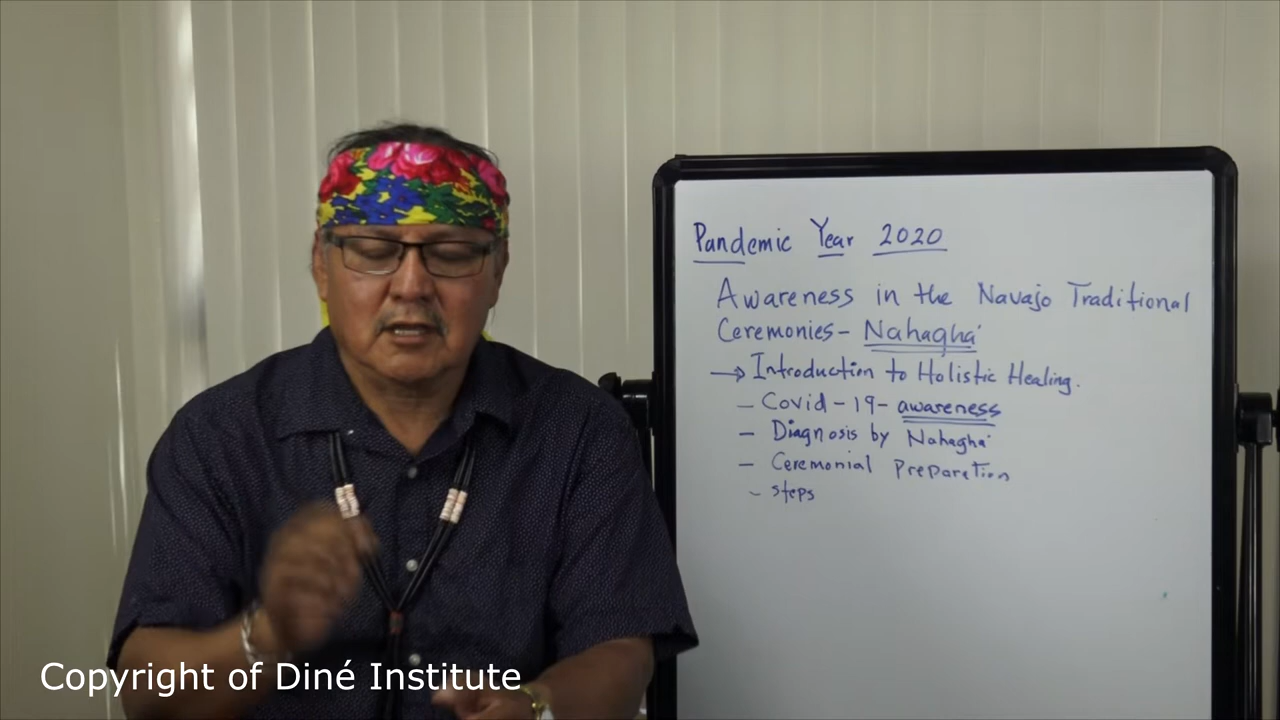 Pandemic Year 2020
Awareness in the Navajo Traditional
Ceremonies- Nahaghá
→ Introduction to Holistic Healing.
- Covid-19- awareness
- Diagnosis by Nahaghá
- Ceremonial Preparation
- steps
Copyright of Diné Institute